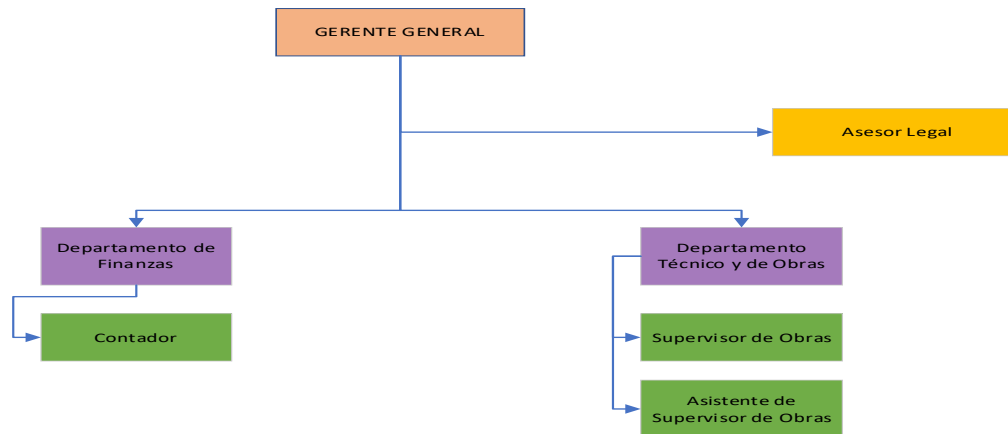 GERENTE GENERAL
Asesor Legal
Departamento de
Finanzas
Departamento
Técnico y de Obras
Contador
Supervisor de Obras
Asistente de
Supervisor de Obras